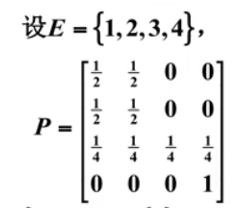 设E = {1,2,3,4},
P = [1/2 1/2 0 0
1/2 1/2 0 0
1/4 1/4 1/4 1/4
0 0 0 1]